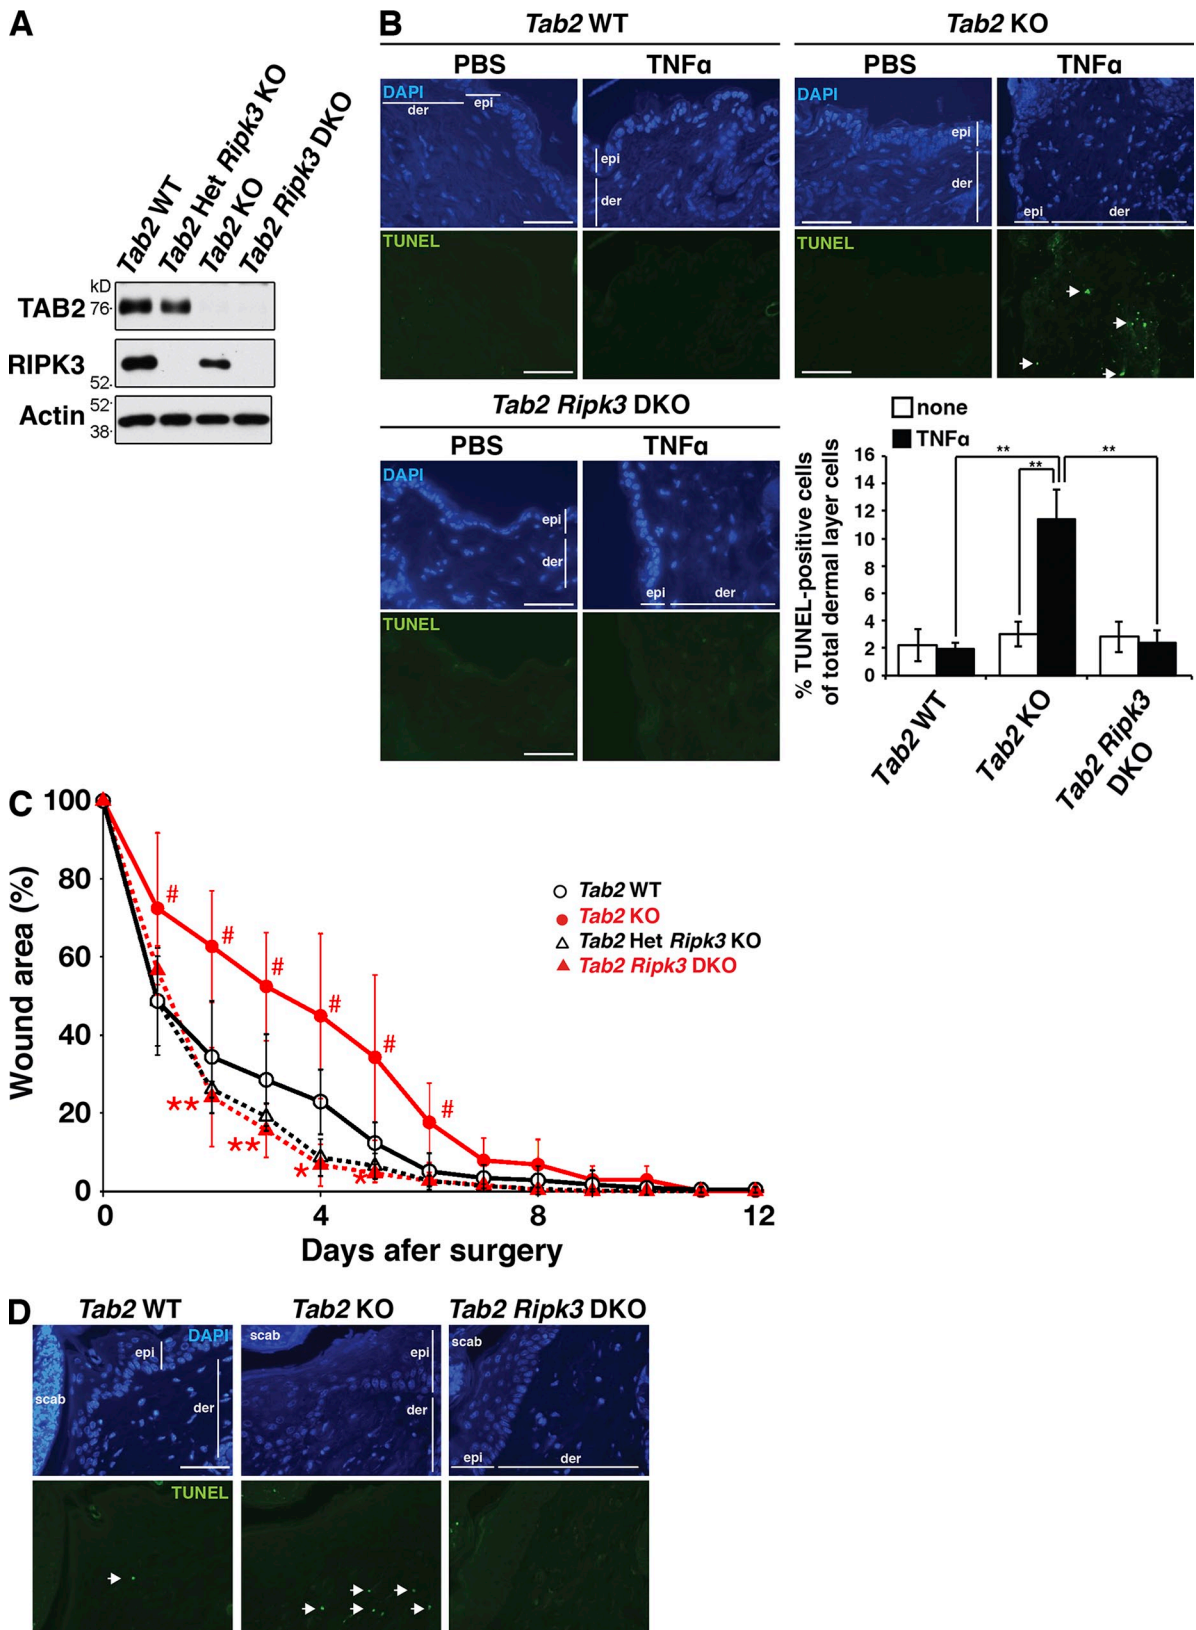 A
Tab2 WT
Tab2 Het Ripk3 KO
Tab2 KO
Tab2 Ripk3 DKO
kD
TAB2 76
RIPK3
52
52
Actin
38
B
Tab2 WT
Tab2 KO
PBS TNFα PBS TNFα
DAPI
der epi
epi
der
DAPI
epi
der
epi der
TUNEL
TUNEL
Tab2 Ripk3 DKO
PBS TNFα
DAPI
epi
der
epi der
TUNEL
none
TNFα
% TUNEL-positive cells
of total dermal layer cells
16
14
12
10
8
6
4
2
0
** ** **
Tab2 WT
Tab2 KO
Tab2 Ripk3
DKO
C
Wound area (%)
100
80
60
40
20
0
# # # # # #
** ** * *
Tab2 WT
Tab2 KO
Tab2 Het Ripk3 KO
Tab2 Ripk3 DKO
0 4 8 12
Days afer surgery
D
Tab2 WT Tab2 KO Tab2 Ripk3 DKO
DAPI
epi
scab
der
scab
epi
der
scab
epi der
TUNEL